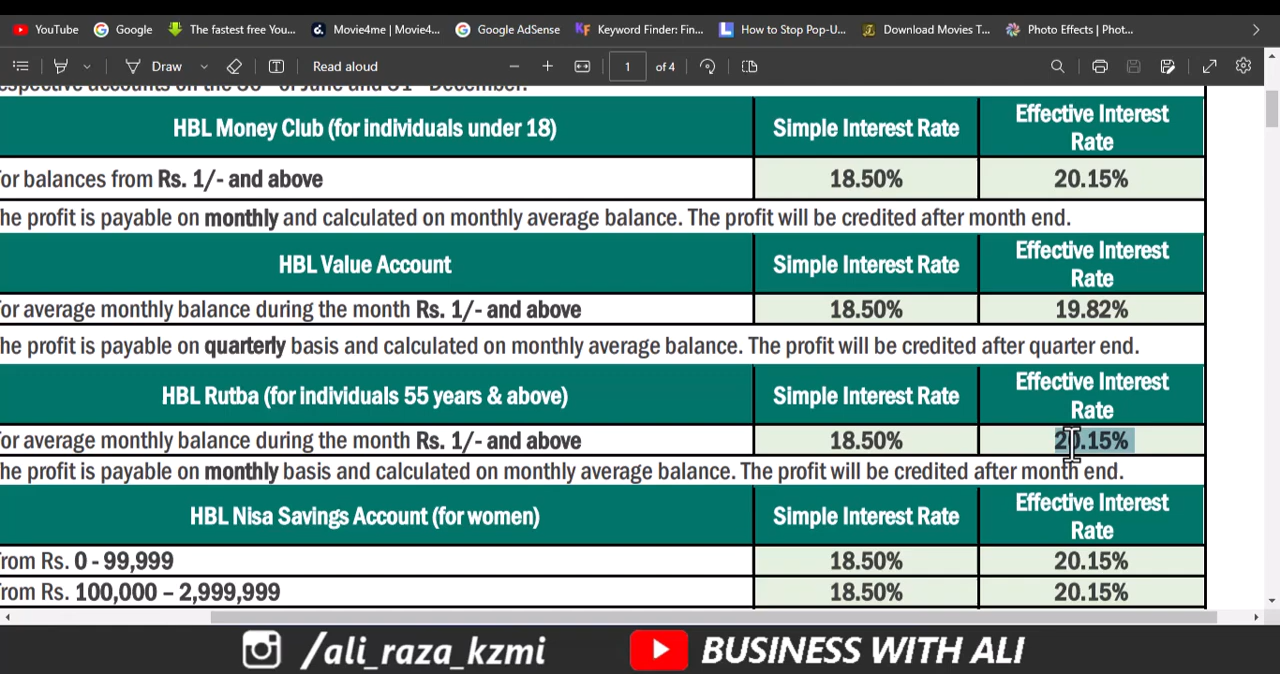 YouTube Google The fastest free You... Movie4me | Movie4... Google AdSense Keyword Finder: Fin... How to Stop Pop-U... Download Movies T... Photo Effects | Phot...
Draw Read aloud 1 of 4
HBL Money Club (for individuals under 18) Simple Interest Rate Effective Interest Rate
or balances from Rs. 1/- and above 18.50% 20.15%
he profit is payable on monthly and calculated on monthly average balance. The profit will be credited after month end.
HBL Value Account Simple Interest Rate Effective Interest Rate
or average monthly balance during the month Rs. 1/- and above 18.50% 19.82%
he profit is payable on quarterly basis and calculated on monthly average balance. The profit will be credited after quarter end.
HBL Rutba (for individuals 55 years & above) Simple Interest Rate Effective Interest Rate
or average monthly balance during the month Rs. 1/- and above 18.50% 20.15%
he profit is payable on monthly basis and calculated on monthly average balance. The profit will be credited after month end.
HBL Nisa Savings Account (for women) Simple Interest Rate Effective Interest Rate
rom Rs. 0 - 99,999 18.50% 20.15%
rom Rs. 100,000 – 2,999,999 18.50% 20.15%
/ali_raza_kzmi BUSINESS WITH ALI